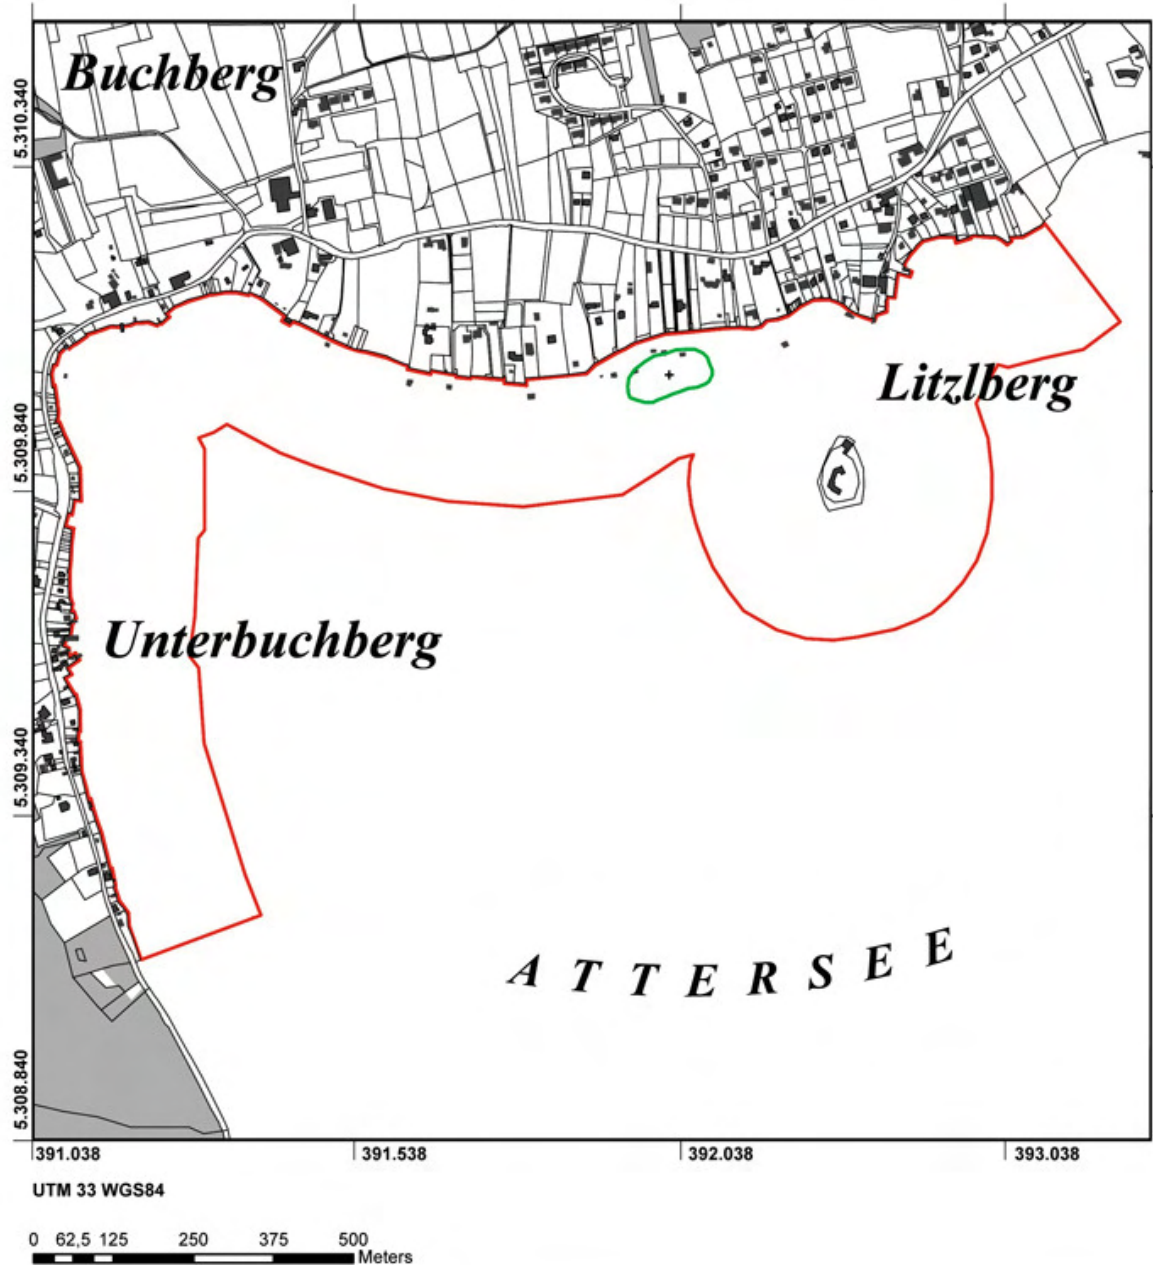 Buchberg
5.310.340
Litzlberg
5.309.840
Unterbuchberg
5.309.340
ATTERSEE
5.308.840
391.038 391.538 392.038 393.038
UTM 33 WGS84
0 62,5 125 250 375 500
Meters